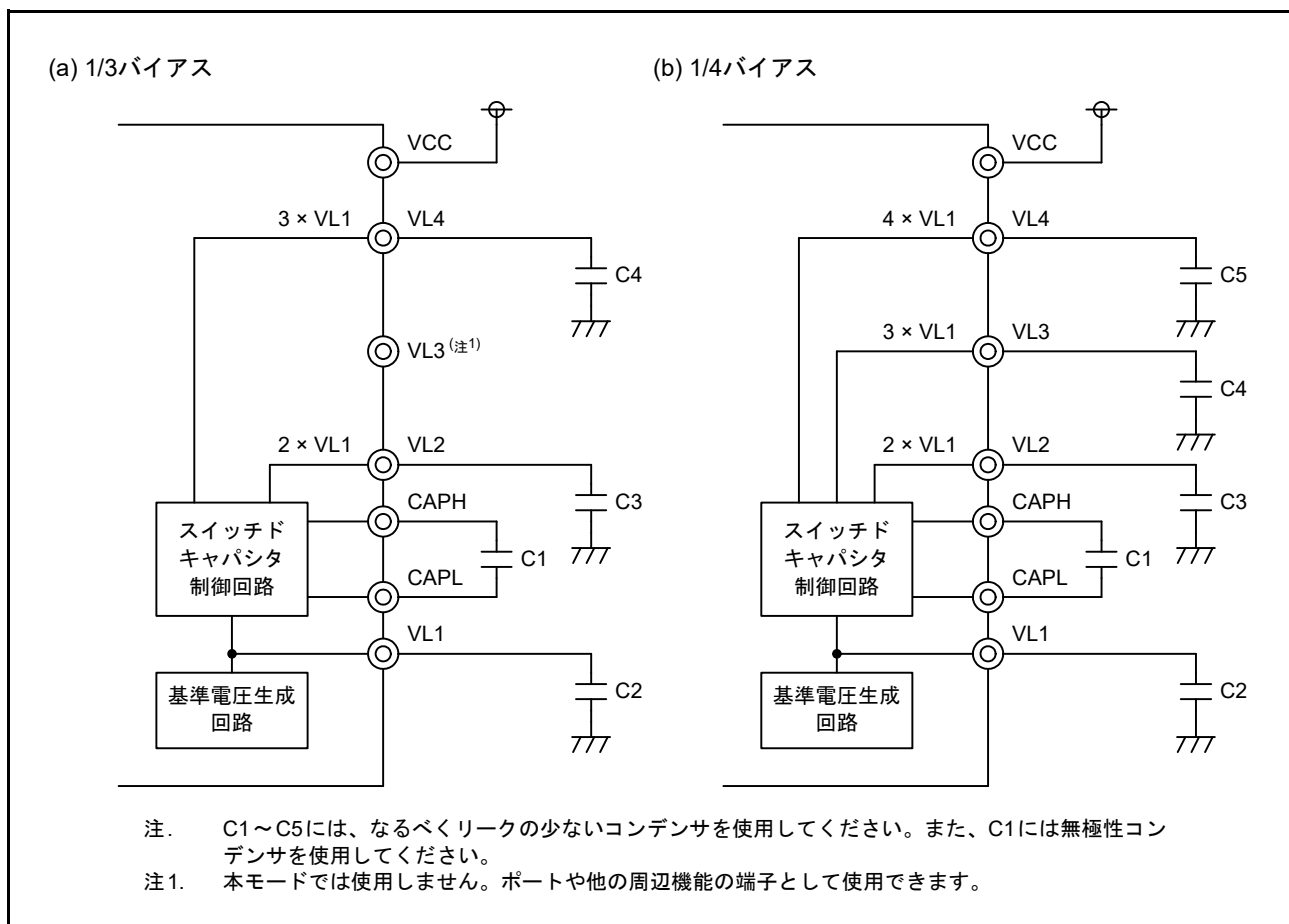 (a) 1/3バイアス
VCC
3 × VL1
VL4
C4
VL3(注1)
2 × VL1
VL2
C3
CAPH
C1
CAPL
スイッチド
キャパシタ
制御回路
VL1
C2
基準電圧生成
回路
(b) 1/4バイアス
VCC
4 × VL1
VL4
C5
3 × VL1
VL3
C4
2 × VL1
VL2
C3
CAPH
C1
CAPL
スイッチド
キャパシタ
制御回路
VL1
C2
基準電圧生成
回路
注. C1~C5には、なるべくリークの少ないコンデンサを使用してください。また、C1には無極性コン
デンサを使用してください。
注1. 本モードでは使用しません。ポートや他の周辺機能の端子として使用できます。